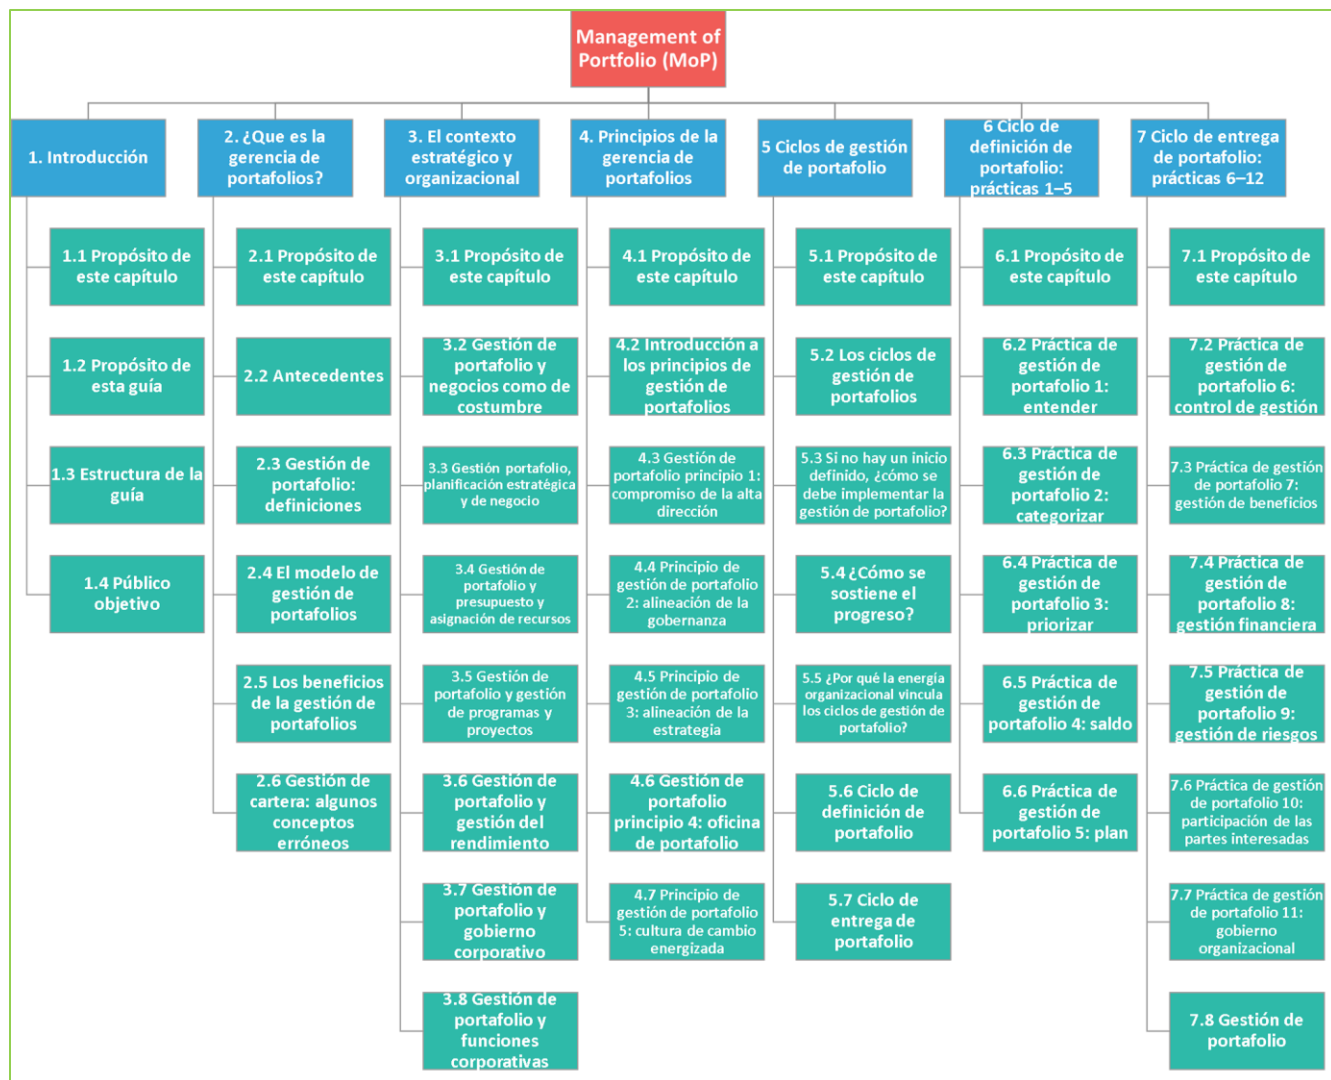 Management of
Portfolio (MoP)
1. Introducción
2. ¿Que es la
gerencia de
portafolios?
3. El contexto
estratégico y
organizacional
4. Principios de la
gerencia de
portafolios
5 Ciclos de gestión
de portafolio
6 Ciclo de
definición de
portafolio:
prácticas 1–5
7 Ciclo de entrega
de portafolio:
prácticas 6–12
1.1 Propósito de
este capítulo
1.2 Propósito de
esta guía
1.3 Estructura de la
guía
1.4 Público
objetivo
2.1 Propósito de
este capítulo
2.2 Antecedentes
2.3 Gestión de
portafolio:
definiciones
2.4 El modelo de
gestión de
portafolios
2.5 Los beneficios
de la gestión de
portafolios
2.6 Gestión de
cartera: algunos
conceptos
erróneos
3.1 Propósito de
este capítulo
3.2 Gestión de
portafolio y
negocios como de
costumbre
3.3 Gestión portafolio,
planificación estratégica
y de negocio
3.4 Gestión de
portafolio y
presupuesto y
asignación de recursos
3.5 Gestión de
portafolio y gestión
de programas y
proyectos
3.6 Gestión de
portafolio y
gestión del
rendimiento
3.7 Gestión de
portafolio y
gobierno
corporativo
3.8 Gestión de
portafolio y
funciones
corporativas
4.1 Propósito de
este capítulo
4.2 Introducción a
los principios de
gestión de
portafolios
4.3 Gestión de
portafolio principio 1:
compromiso de la alta
dirección
4.4 Principio de
gestión de portafolio
2: alineación de la
gobernanza
4.5 Principio de
gestión de portafolio
3: alineación de la
estrategia
4.6 Gestión de
portafolio
principio 4: oficina
de portafolio
4.7 Principio de
gestión de portafolio
5: cultura de cambio
energizada
5.1 Propósito de
este capítulo
5.2 Los ciclos de
gestión de
portafolios
5.3 Si no hay un inicio
definido, ¿cómo se
debe implementar la
gestión de portafolio?
5.4 ¿Cómo se
sostiene el
progreso?
5.5 ¿Por qué la energía
organizacional vincula
los ciclos de gestión de
portafolio?
5.6 Ciclo de
definición de
portafolio
5.7 Ciclo de
entrega de
portafolio
6.1 Propósito de
este capítulo
6.2 Práctica de
gestión de
portafolio 1:
entender
6.3 Práctica de
gestión de
portafolio 2:
categorizar
6.4 Práctica de
gestión de
portafolio 3:
priorizar
6.5 Práctica de
gestión de
portafolio 4: saldo
6.6 Práctica de
gestión de
portafolio 5: plan
7.1 Propósito de
este capítulo
7.2 Práctica de
gestión de
portafolio 6:
control de gestión
7.3 Práctica de gestión
de portafolio 7:
gestión de beneficios
7.4 Práctica de
gestión de
portafolio 8:
gestión financiera
7.5 Práctica de
gestión de
portafolio 9:
gestión de riesgos
7.6 Práctica de gestión
de portafolio 10:
participación de las
partes interesadas
7.7 Práctica de gestión
de portafolio 11:
gobierno
organizacional
7.8 Gestión de
portafolio